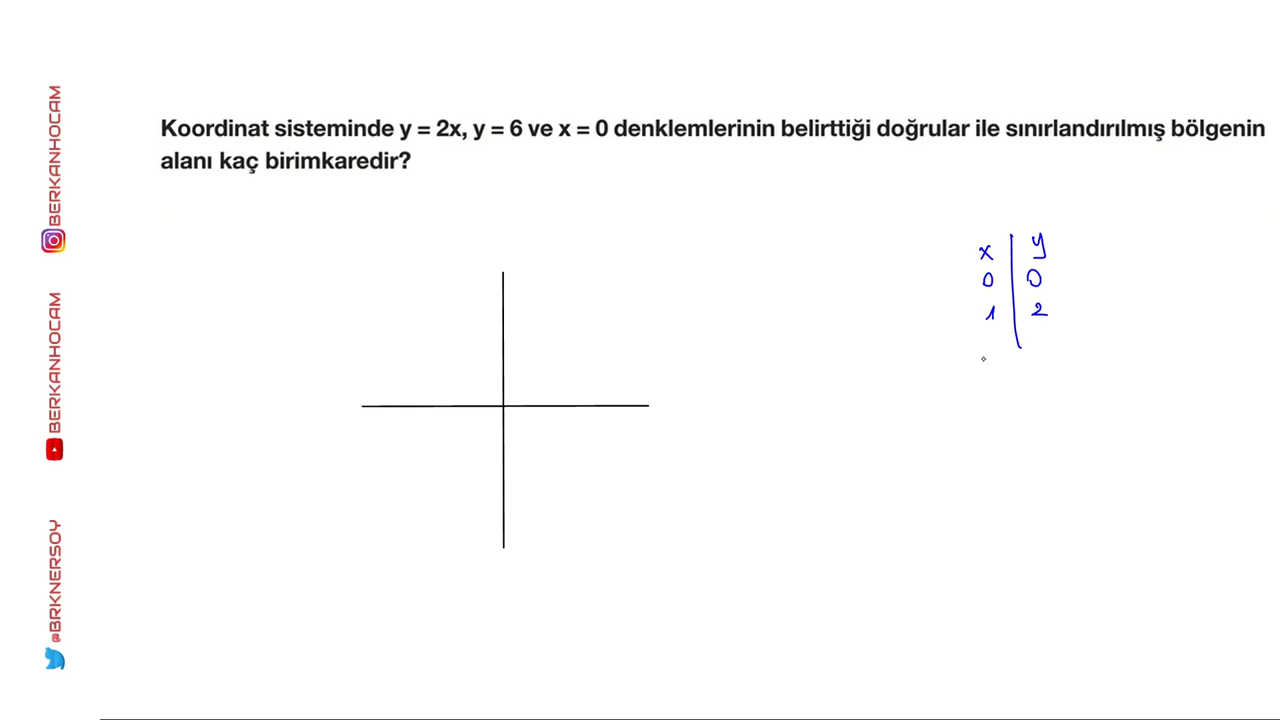 Koordinat sisteminde y = 2x, y = 6 ve x = 0 denklemlerinin belirttiği doğrular ile sınırlandırılmış bölgenin
alanı kaç birimkaredir?
x y
0 0
1 2
BERKANHOCAM
BERKANHOCAM
@BRKNERSOY